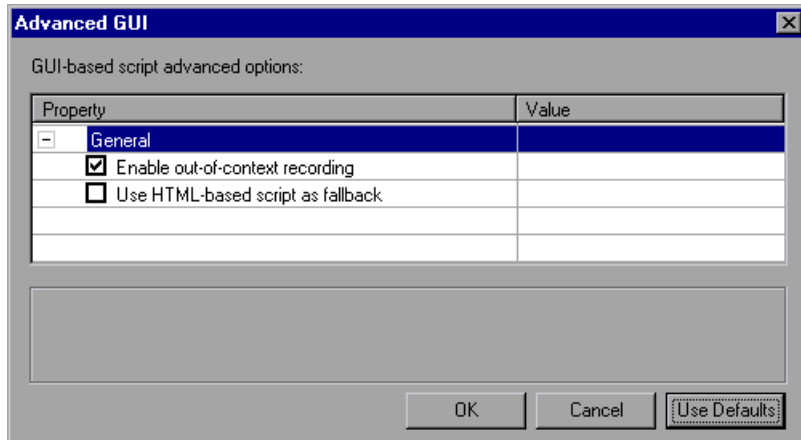 Advanced GUI
GUI-based script advanced options:
Property Value
General
Enable out-of-context recording
Use HTML-based script as fallback
OK Cancel Use Defaults